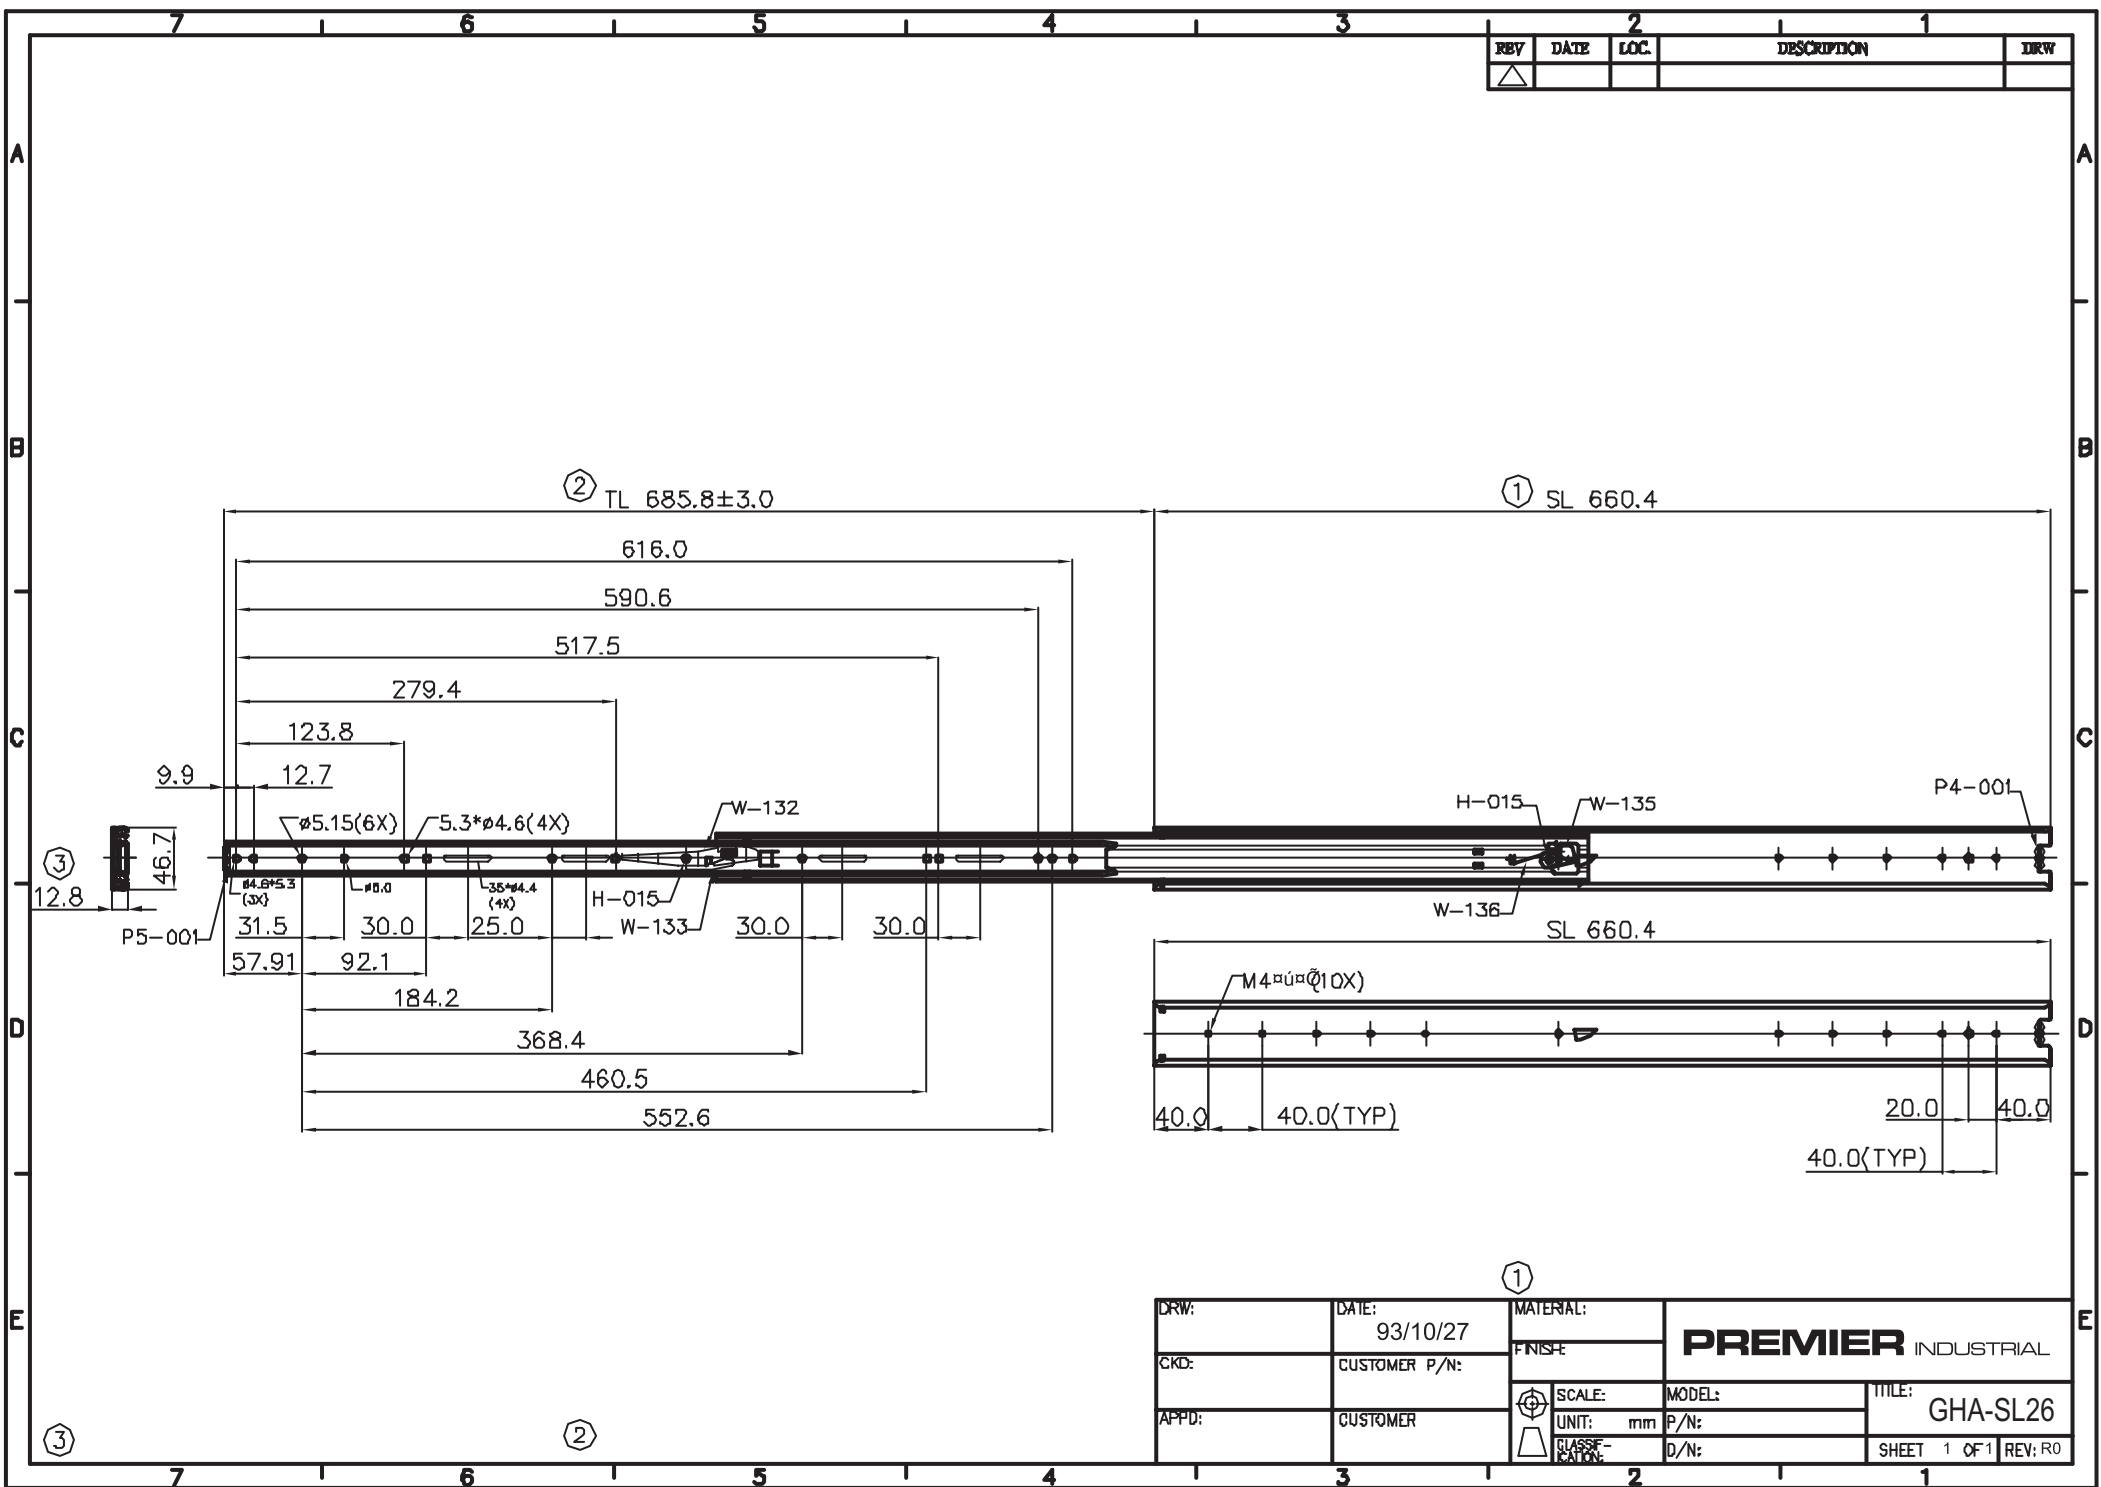 7 6 5 4 3 2 1
REV DATE LOC. DESCRIPTION DRW
A A
B B
② TL 685.8±3.0
① SL 660.4
616.0
590.6
517.5
279.4
C C
123.8
9.9 12.7
P4-001
H-015 W-135
W-132
ø5.15(6X) 5.3*ø4.6(4X)
46.7
③
12.8
ø4.6*5.3
(3X)
ø6.0
35*ø4.4
(4X)
H-015
W-133
W-136
P5-001
31.5 30.0 25.0 30.0 30.0
SL 660.4
57.91 92.1
184.2
M4¤ú¤ 10X)
D D
368.4
460.5
552.6
40.0 40.0(TYP) 20.0 40.0
40.0(TYP)
①
E E
DRW: DATE: 93/10/27 MATERIAL:
PREMIER INDUSTRIAL
FINISH:
CKD: CUSTOMER P/N:
SCALE: MODEL: TITLE: GHA-SL26
APPD: CUSTOMER
UNIT: mm P/N:
CLASSIF-
ICATION: D/N: SHEET 1 OF 1 REV: R0
③ ②
7 6 5 4 3 2 1